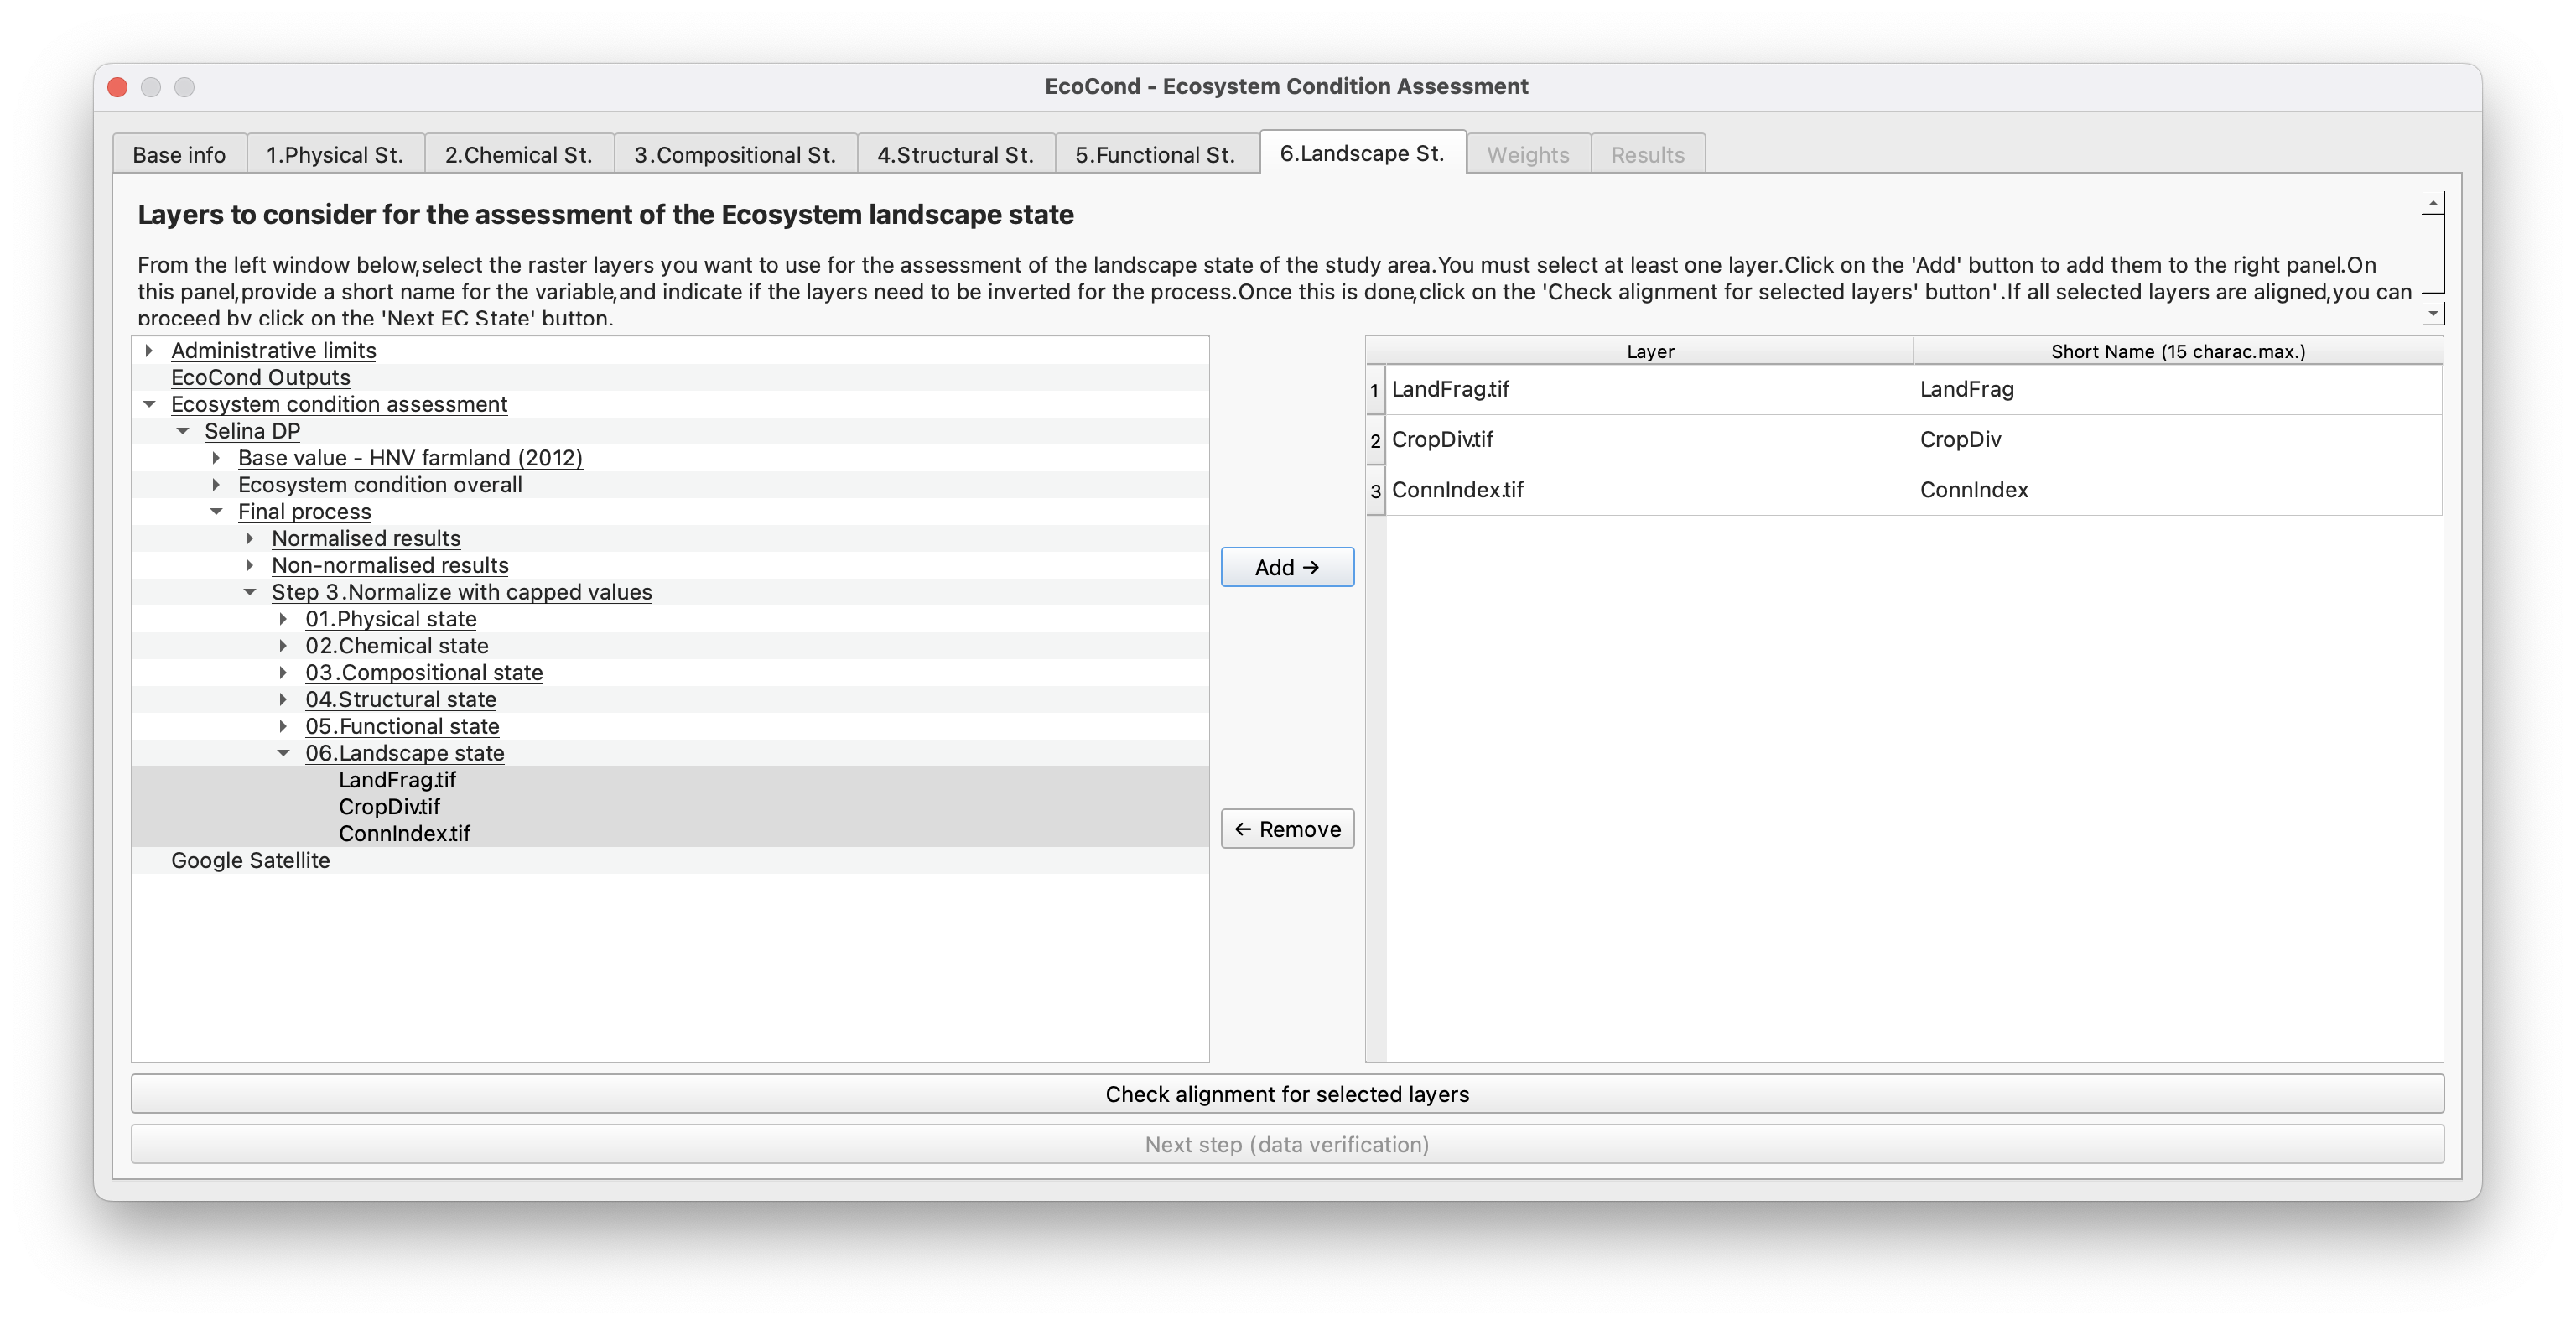 EcoCond - Ecosystem Condition Assessment
Base info
1.Physical St.
2.Chemical St.
3.Compositional St.
4.Structural St.
5.Functional St.
6.Landscape St.
Weights
Results
Layers to consider for the assessment of the Ecosystem landscape state
From the left window below,select the raster layers you want to use for the assessment of the landscape state of the study area.You must select at least one layer.Click on the 'Add' button to add them to the right panel.On
this panel,provide a short name for the variable,and indicate if the layers need to be inverted for the process.Once this is done,click on the 'Check alignment for selected layers' button'.If all selected layers are aligned,you can
proceed by click on the 'Next EC State' button.
Administrative limits
EcoCond Outputs
Ecosystem condition assessment
Selina DP
Base value - HNV farmland (2012)
Ecosystem condition overall
Final process
Normalised results
Non-normalised results
Step 3.Normalize with capped values
01.Physical state
02.Chemical state
03.Compositional state
04.Structural state
05.Functional state
06.Landscape state
LandFrag.tif
CropDiv.tif
ConnIndex.tif
Google Satellite
Add →
← Remove
Layer Short Name (15 charac.max.)
1 LandFrag.tif LandFrag
2 CropDiv.tif CropDiv
3 ConnIndex.tif ConnIndex
Check alignment for selected layers
Next step (data verification)